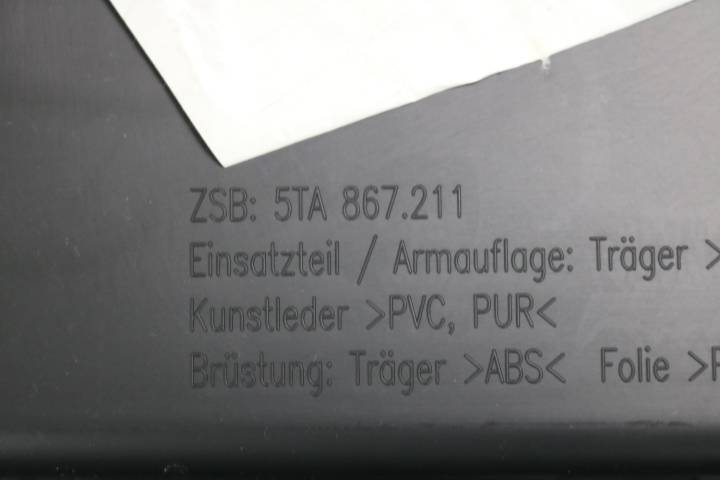 ZSB: 5TA 867.211
Einsatzteil / Armauflage: Träger >
Kunstleder >PVC, PUR<
Brüstung: Träger >ABS< Folie >P